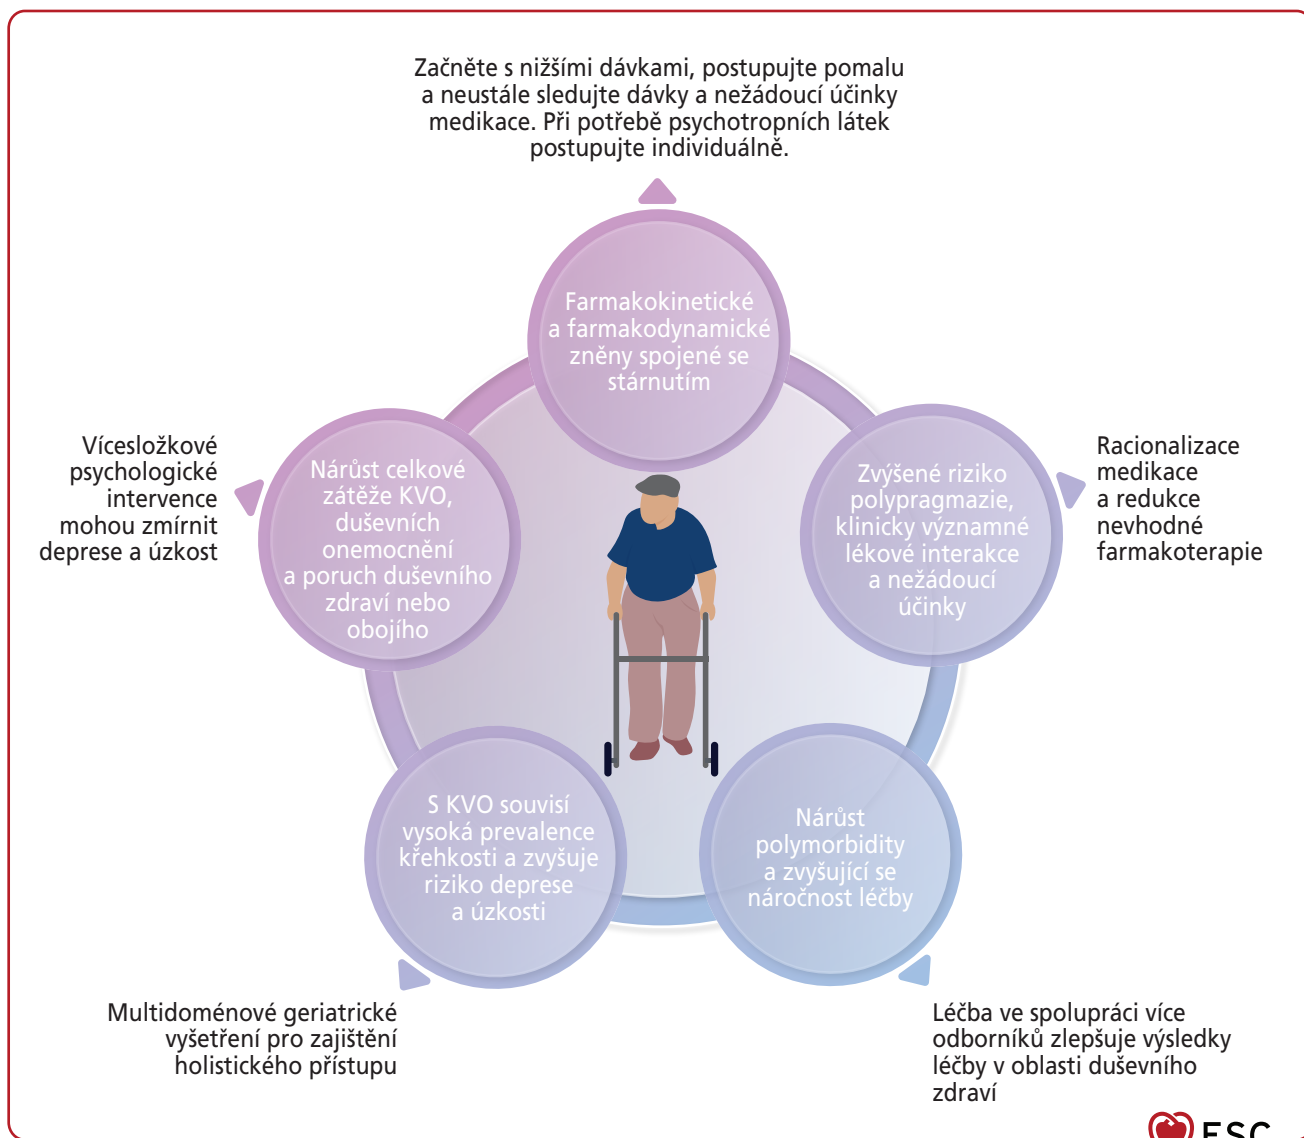 Začněte s nižšími dávkami, postupujte pomalu
a neustále sledujte dávky a nežádoucí účinky
medikace. Při potřebě psychotropních látek
postupujte individuálně.
Farmakokinetické
a farmakodynamické
zněny spojené se
stárnutím
Vícesložkové
psychologické
intervence
mohou zmírnit
deprese a úzkost
Nárůst celkové
zátěže KVO,
duševních
onemocnění
a poruch duševního
zdraví nebo
obojího
Zvýšené riziko
polypragmazie,
klinicky významné
lékové interakce
a nežádoucí
účinky
Racionalizace
medikace
a redukce
nevhodné
farmakoterapie
S KVO souvisí
vysoká prevalence
křehkosti a zvyšuje
riziko deprese
a úzkosti
Nárůst
polymorbidity
a zvyšující se
náročnost léčby
Multidoménové geriatrické
vyšetření pro zajištění
holistického přístupu
Léčba ve spolupráci více
odborníků zlepšuje výsledky
léčby v oblasti duševního
zdraví
ESC